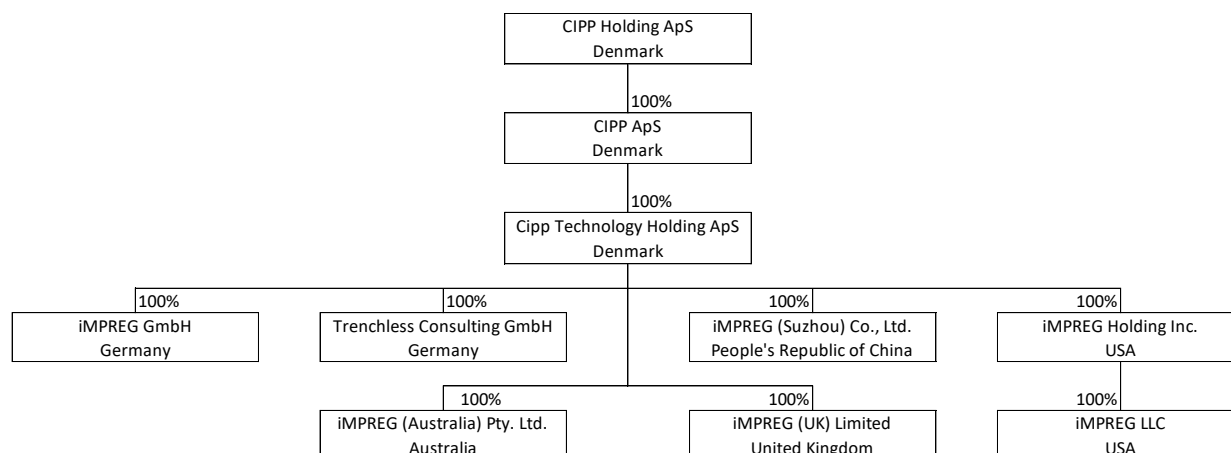 CIPP Holding ApS
Denmark
100%
CIPP ApS
Denmark
100%
Cipp Technology Holding ApS
Denmark
100%
100%
100%
100%
iMPREG GmbH
Germany
Trenchless Consulting GmbH
Germany
iMPREG (Suzhou) Co., Ltd.
People's Republic of China
iMPREG Holding Inc.
USA
100%
100%
100%
iMPREG (Australia) Pty. Ltd.
Australia
iMPREG (UK) Limited
United Kingdom
iMPREG LLC
USA